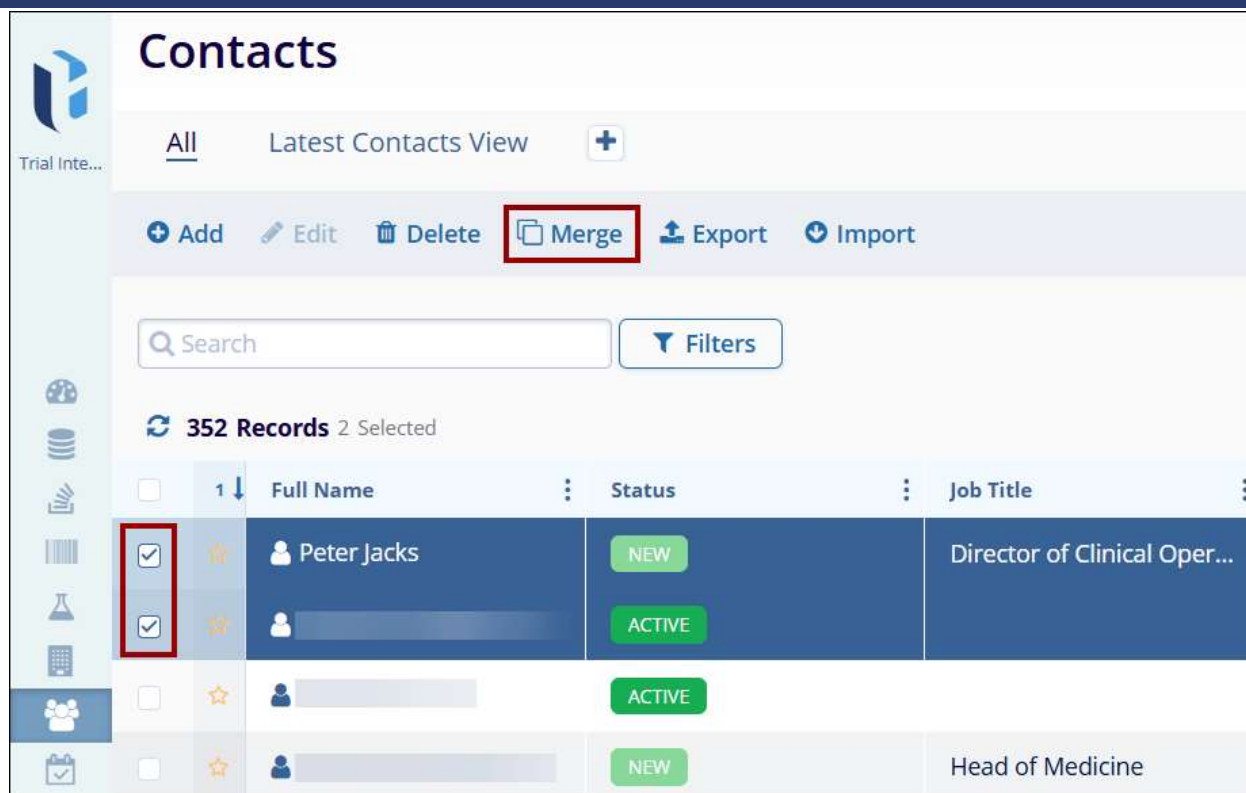 Contacts
Trial Inte...
All Latest Contacts View
Add Edit Delete Merge Export Import
Search Filters
352 Records 2 Selected
1 Full Name Status Job Title
Peter Jacks NEW Director of Clinical Oper...
ACTIVE
ACTIVE
NEW Head of Medicine